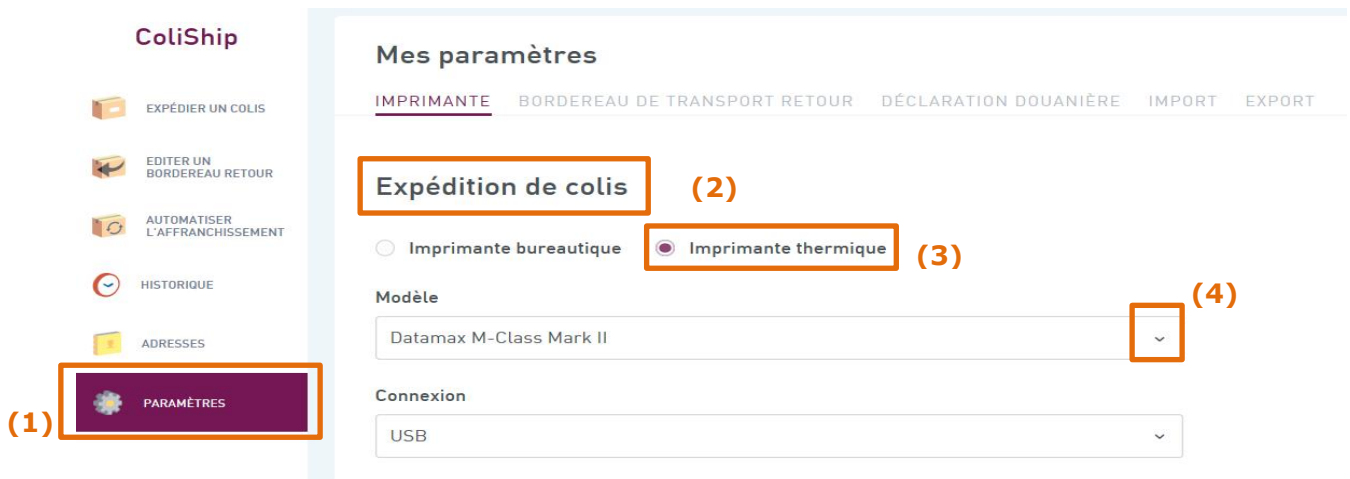 ColiShip
EXPÉDIER UN COLIS
EDITER UN
BORDEREAU RETOUR
AUTOMATISER
L'AFFRANCHISSEMENT
HISTORIQUE
ADRESSES
(1)
PARAMÈTRES
Mes paramètres
IMPRIMANTE BORDEREAU DE TRANSPORT RETOUR DÉCLARATION DOUANIÈRE IMPORT EXPORT
Expédition de colis (2)
Imprimante bureautique Imprimante thermique (3)
Modèle (4)
Datamax M-Class Mark II
Connexion
USB